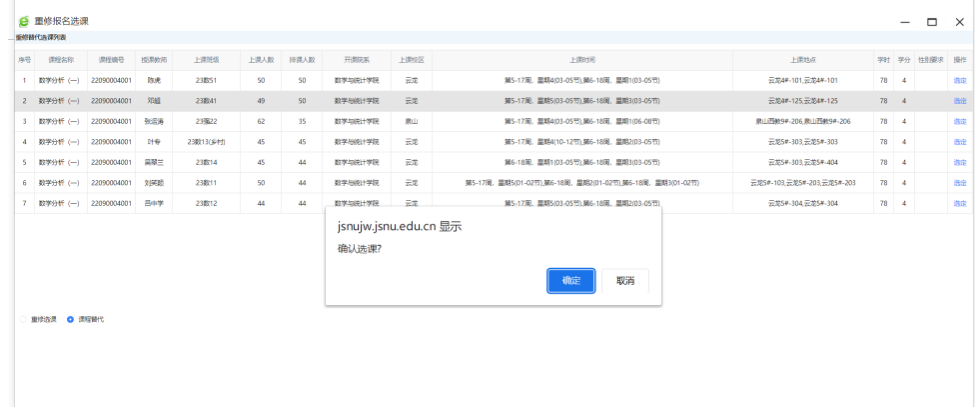 重修报名选课
重修替代选课列表
序号 课程名称 课程编号 授课教师 上课班级 上课人数 排课人数 开课院系 上课校区 上课时间 上课地点 学时 学分 性别要求 操作
1 数学分析（一） 22090004001 陈虎 23数51 50 50 数学与统计学院 云龙 第5-17周，星期4(03-05节),第6-18周，星期1(03-05节) 云龙4#-101,云龙4#-101 78 4 选定
2 数学分析（一） 22090004001 邓超 23数41 49 50 数学与统计学院 云龙 第5-17周，星期5(03-05节),第6-18周，星期3(03-05节) 云龙4#-125,云龙4#-125 78 4 选定
3 数学分析（一） 22090004001 张运涛 23强22 62 35 数学与统计学院 泉山 第5-17周，星期4(03-05节),第6-18周，星期1(06-08节) 泉山西教9#-206,泉山西教9#-206 78 4 选定
4 数学分析（一） 22090004001 叶专 23数13(乡村) 45 45 数学与统计学院 云龙 第5-17周，星期4(10-12节),第6-18周，星期2(03-05节) 云龙5#-303,云龙5#-303 78 4 选定
5 数学分析（一） 22090004001 吴翠兰 23数14 45 44 数学与统计学院 云龙 第6-18周，星期1(03-05节),第6-18周，星期3(03-05节) 云龙5#-303,云龙5#-404 78 4 选定
6 数学分析（一） 22090004001 刘笑颖 23数11 50 44 数学与统计学院 云龙 第5-17周，星期5(01-02节),第6-18周，星期2(01-02节),第6-18周，星期3(01-02节) 云龙5#-103,云龙5#-203,云龙5#-203 78 4 选定
7 数学分析（一） 22090004001 吕中学 23数12 44 44 数学与统计学院 云龙 第5-17周，星期5(03-05节),第6-18周，星期2(03-05节) 云龙5#-304,云龙5#-304 78 4 选定
jsnujw.jsnu.edu.cn 显示
确认选课?
确定 取消
重修选课 课程替代